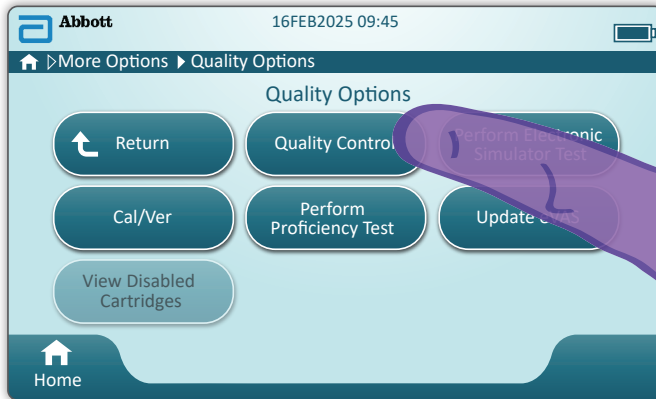 Abbott
16FEB2025 09:45
More Options Quality Options
Quality Options
Return
Quality Control
Perform Electronic
Simulator Test
Cal/Ver
Perform
Proficiency Test
Update eVAS
View Disabled
Cartridges
Home